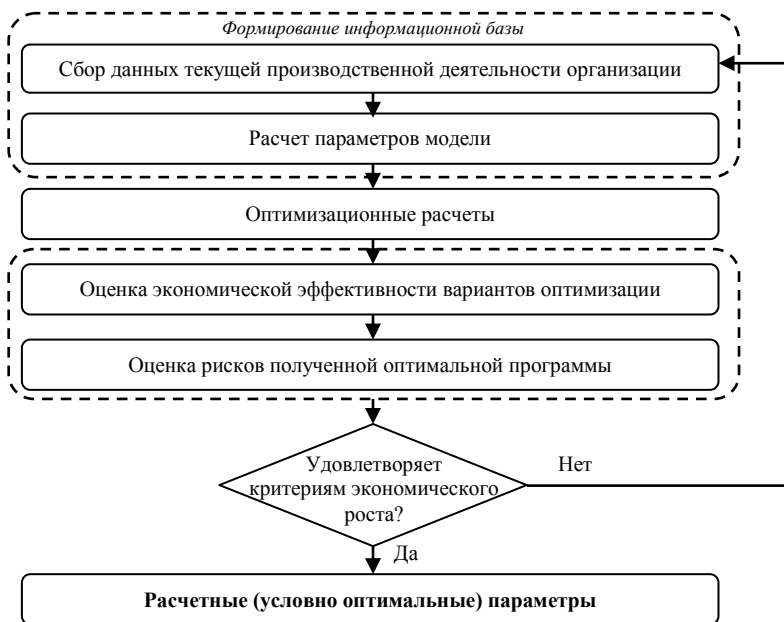 Формирование информационной базы
Сбор данных текущей производственной деятельности организации
Расчет параметров модели
Оптимизационные расчеты
Оценка экономической эффективности вариантов оптимизации
Оценка рисков полученной оптимальной программы
Удовлетворяет
критериям экономического
роста?
Нет
Да
Расчетные (условно оптимальные) параметры